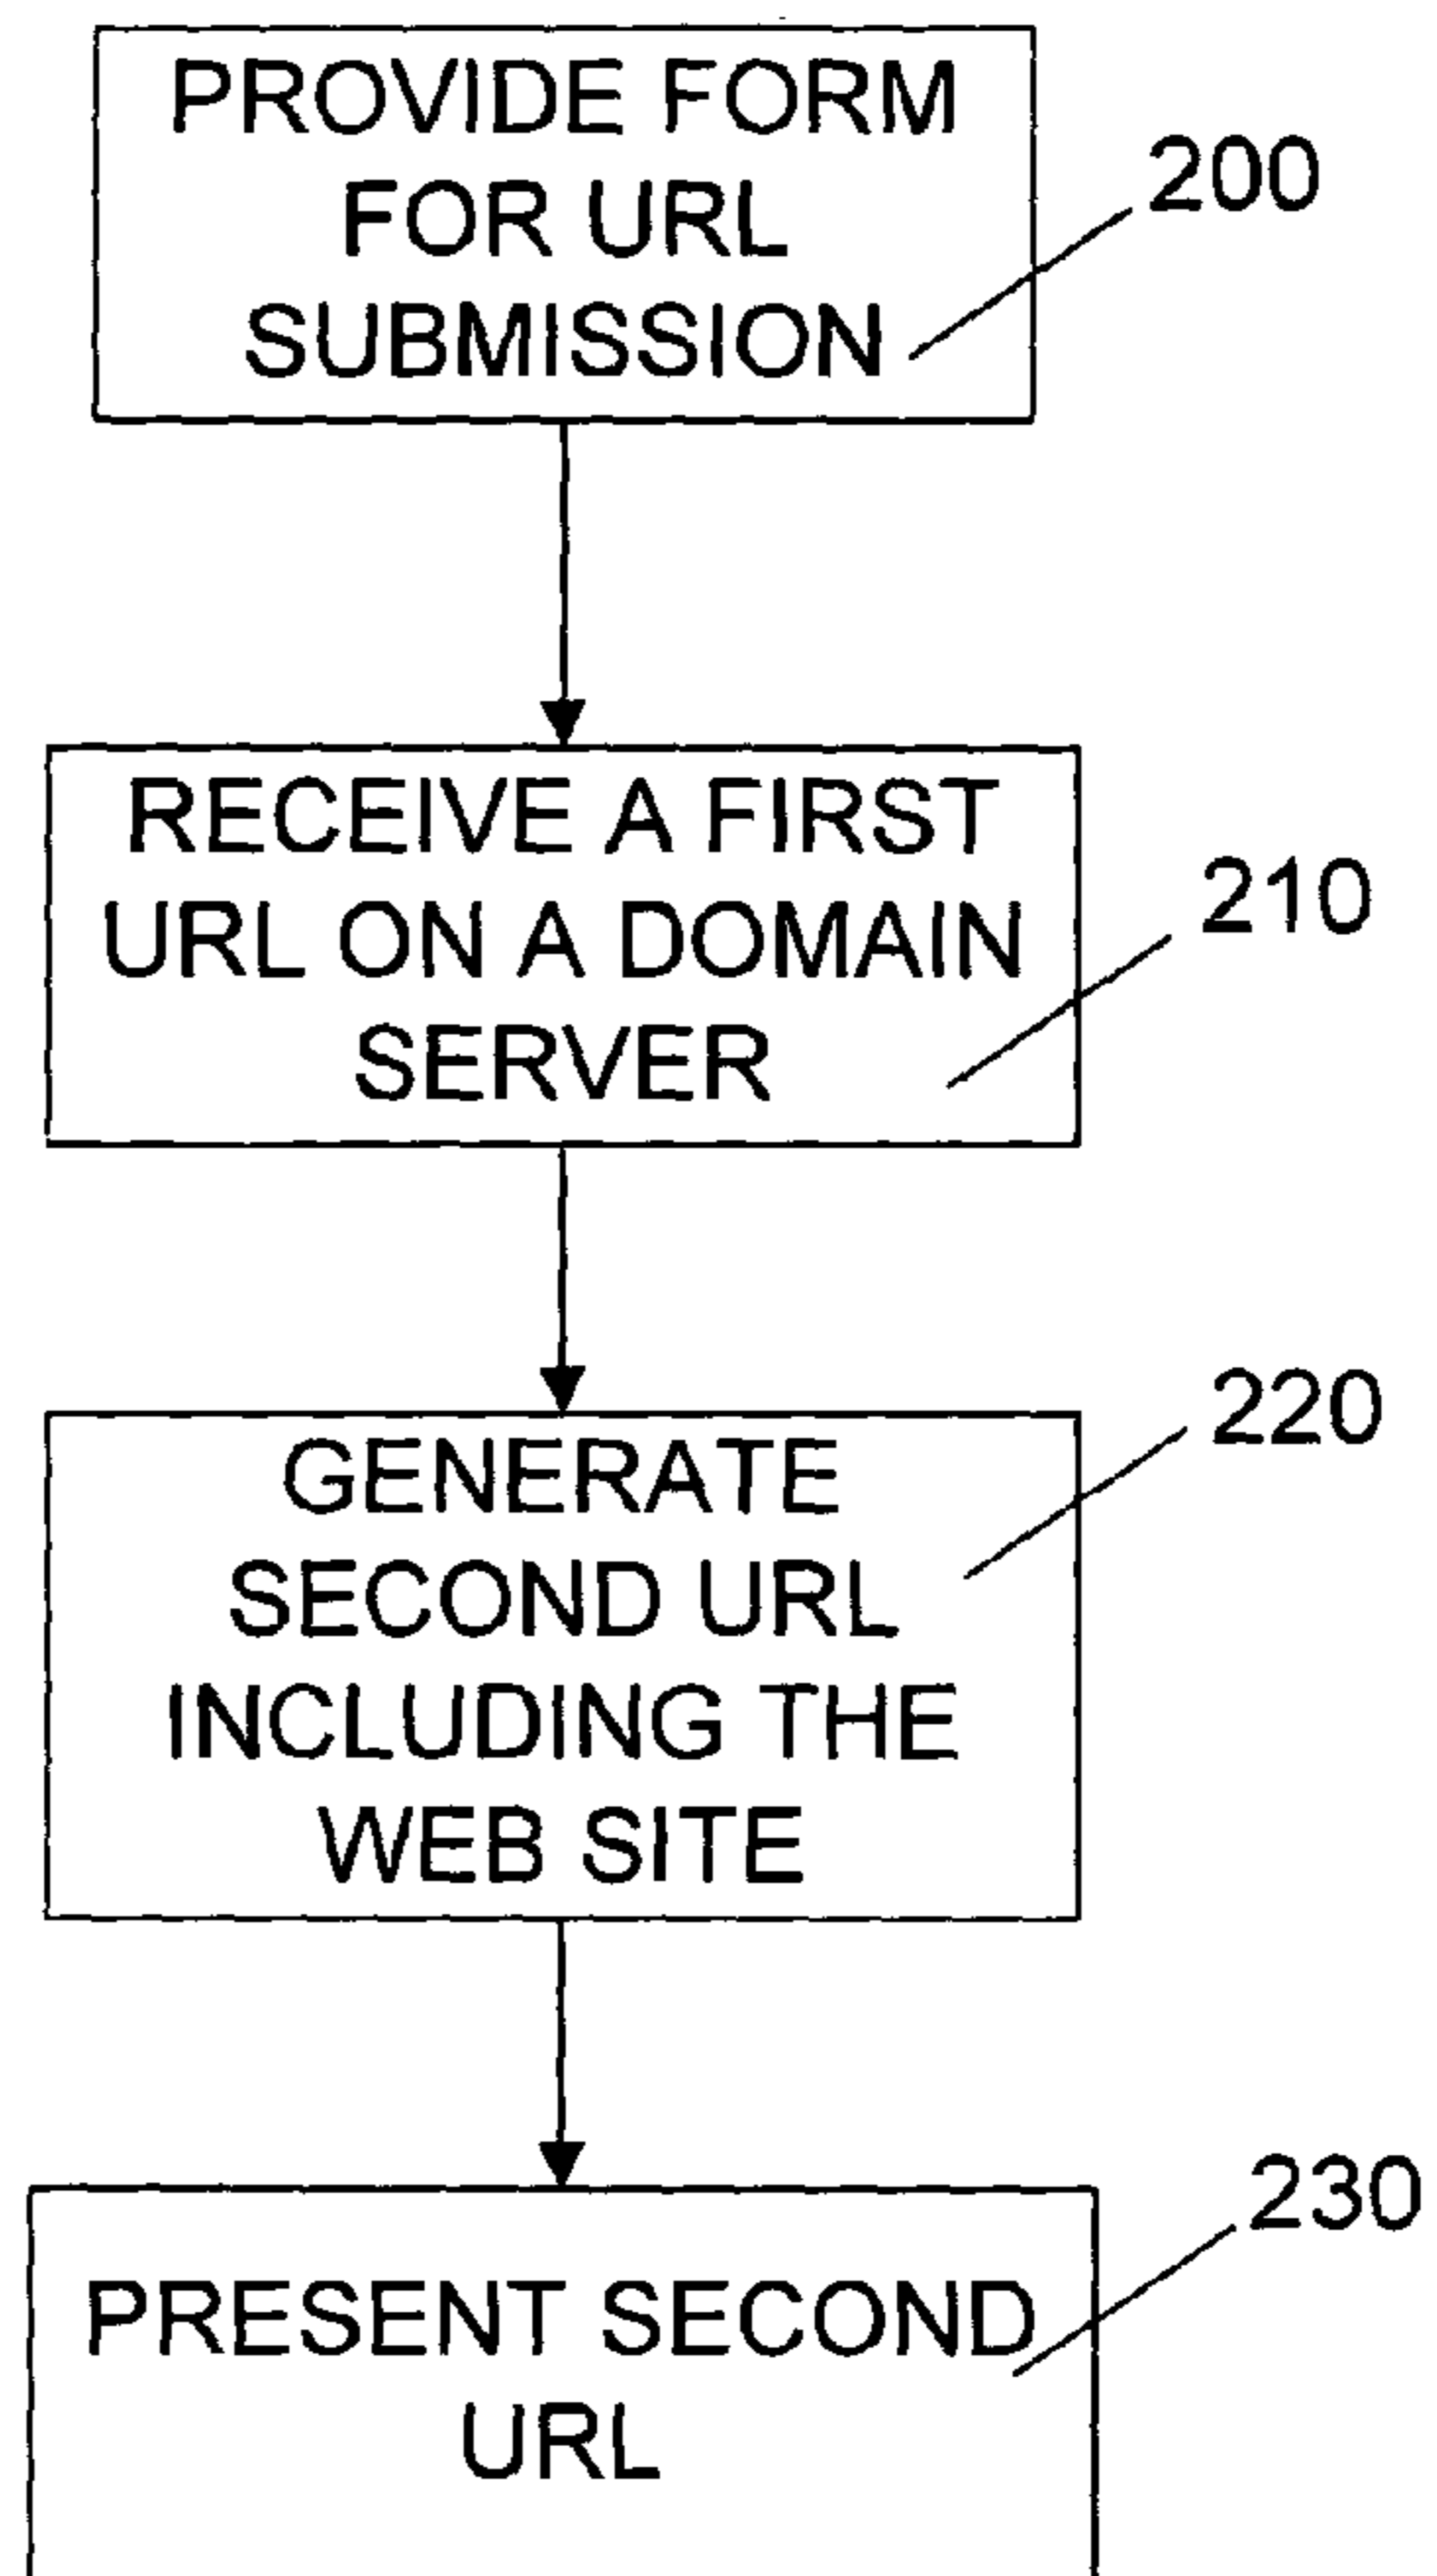 PROVIDE FORM
FOR URL
SUBMISSION
200
RECEIVE A FIRST
URL ON A DOMAIN
SERVER
210
GENERATE
SECOND URL
INCLUDING THE
WEB SITE
220
PRESENT SECOND
URL
230